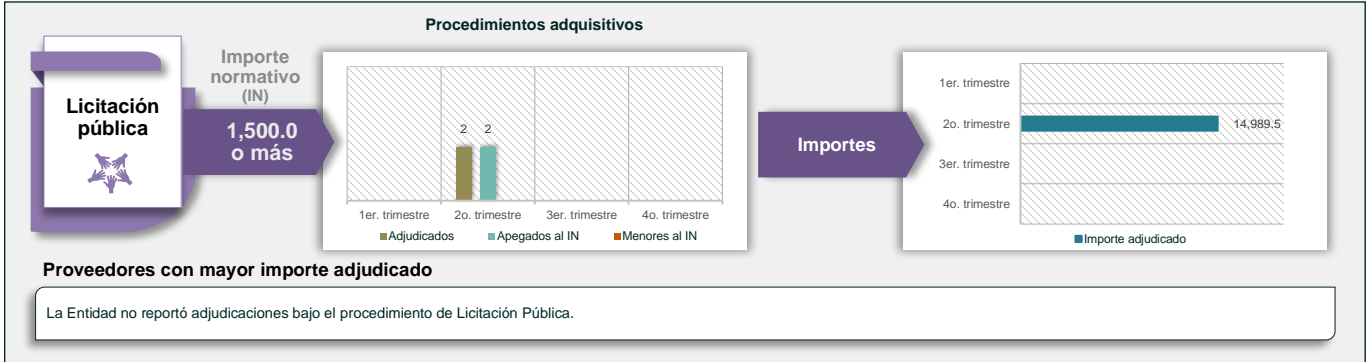 Procedimientos adquisitivos
Licitación
pública
Importe
normativo
(IN)
1,500.0
o más
2 2
1er. trimestre 2o. trimestre 3er. trimestre 4o. trimestre
Adjudicados Apegados al IN Menores al IN
Importes
1er. trimestre
2o. trimestre 14,989.5
3er. trimestre
4o. trimestre
Importe adjudicado
Proveedores con mayor importe adjudicado
La Entidad no reportó adjudicaciones bajo el procedimiento de Licitación Pública.